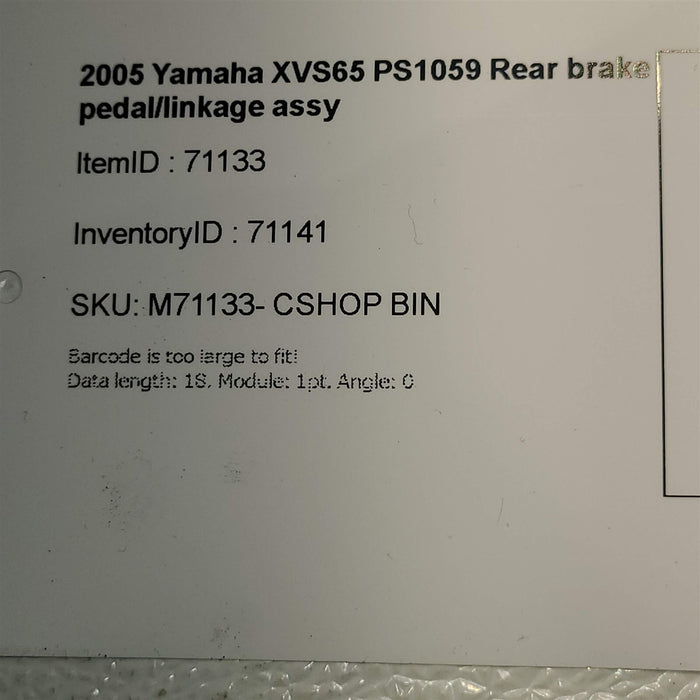 2005 Yamaha XVS65 PS1059 Rear brake
pedal/linkage assy
ItemID : 71133
InventoryID : 71141
SKU: M71133- CSHOP BIN
Barcode is too large to fit!
Data length: 18, Module: 1pt. Angle: 0